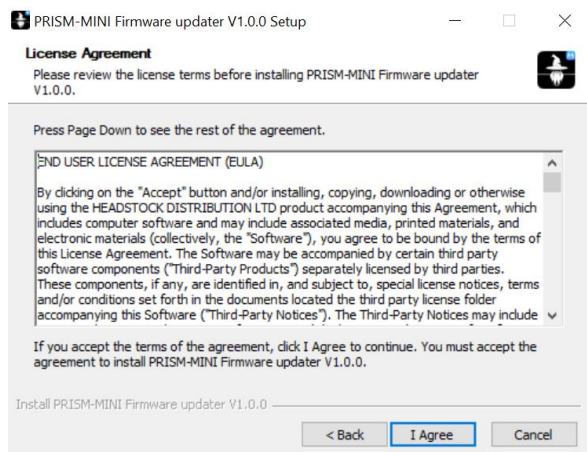 PRISM-MINI Firmware updater V1.0.0 Setup
License Agreement
Please review the license terms before installing PRISM-MINI Firmware updater
V1.0.0.
Press Page Down to see the rest of the agreement.
END USER LICENSE AGREEMENT (EULA)
By clicking on the "Accept" button and/or installing, copying, downloading or otherwise
using the HEADSTOCK DISTRIBUTION LTD product accompanying this Agreement, which
includes computer software and may include associated media, printed materials, and
electronic materials (collectively, the "Software"), you agree to be bound by the terms of
this License Agreement. The Software may be accompanied by certain third party
software components ("Third-Party Products") separately licensed by third parties.
These components, if any, are identified in, and subject to, special license notices, terms
and/or conditions set forth in the documents located the third party license folder
accompanying this Software ("Third-Party Notices"). The Third-Party Notices may include
If you accept the terms of the agreement, click I Agree to continue. You must accept the
agreement to install PRISM-MINI Firmware updater V1.0.0.
Install PRISM-MINI Firmware updater V1.0.0
< Back I Agree Cancel